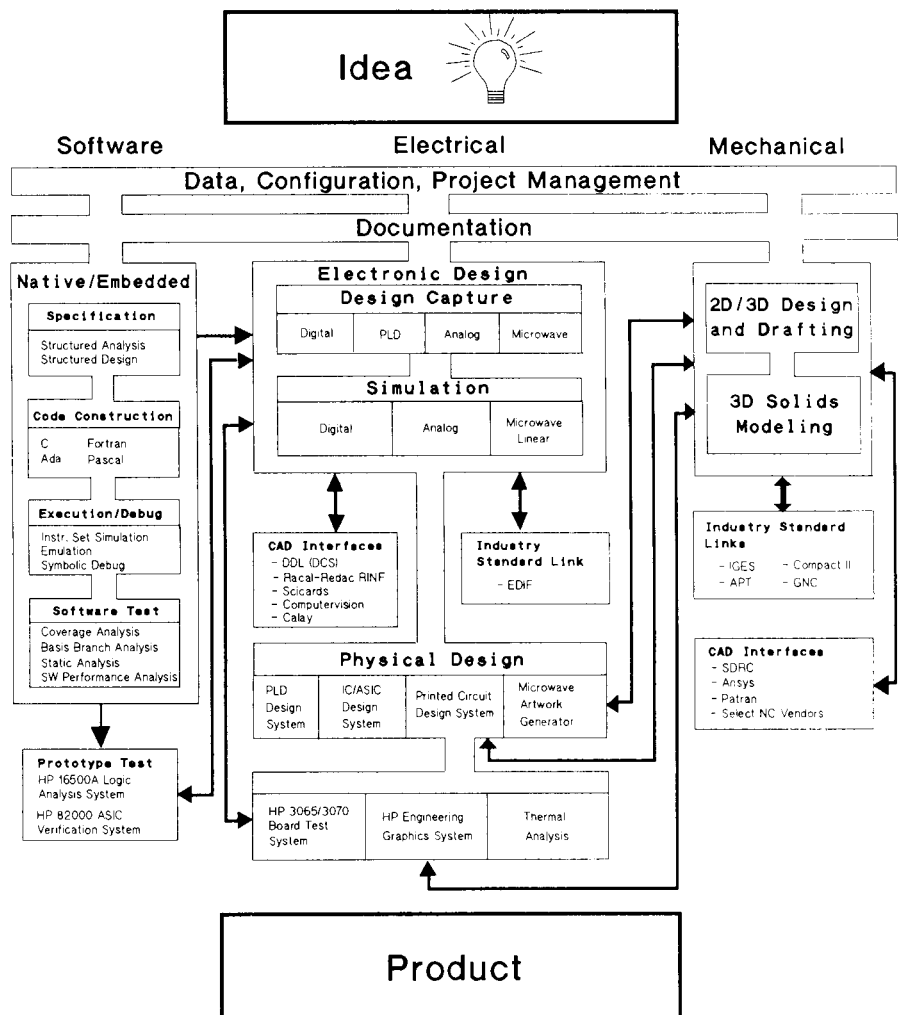 Idea
Software
Electrical
Mechanical
Data, Configuration, Project Management
Documentation
Native/Embedded
Specification
Structured Analysis
Structured Design
Code Construction
C Fortran
Ada Pascal
Execution/Debug
Instr. Set Simulation
Emulation
Symbolic Debug
Software Test
Coverage Analysis
Basis Branch Analysis
Static Analysis
SW Performance Analysis
Prototype Test
HP 16500A Logic
Analysis System
HP 82000 ASIC
Verification System
Electronic Design
Design Capture
Digital
PLD
Analog
Microwave
Simulation
Digital
Analog
Microwave
Linear
CAD Interfaces
- DDL (DCS)
- Racal-Redac RINF
- Scicards
- Computervision
- Calay
Industry
Standard Link
- EDIF
Physical Design
PLD
Design
System
IC/ASIC
Design
System
Printed Circuit
Design System
Microwave
Artwork
Generator
HP 3065/3070
Board Test
System
HP Engineering
Graphics System
Thermal
Analysis
2D/3D Design
and Drafting
3D Solids
Modeling
Industry Standard
Links
- IGES - Compact II
- APT - GNC
CAD Interfaces
- SDRC
- Ansys
- Patran
- Select NC Vendors
Product